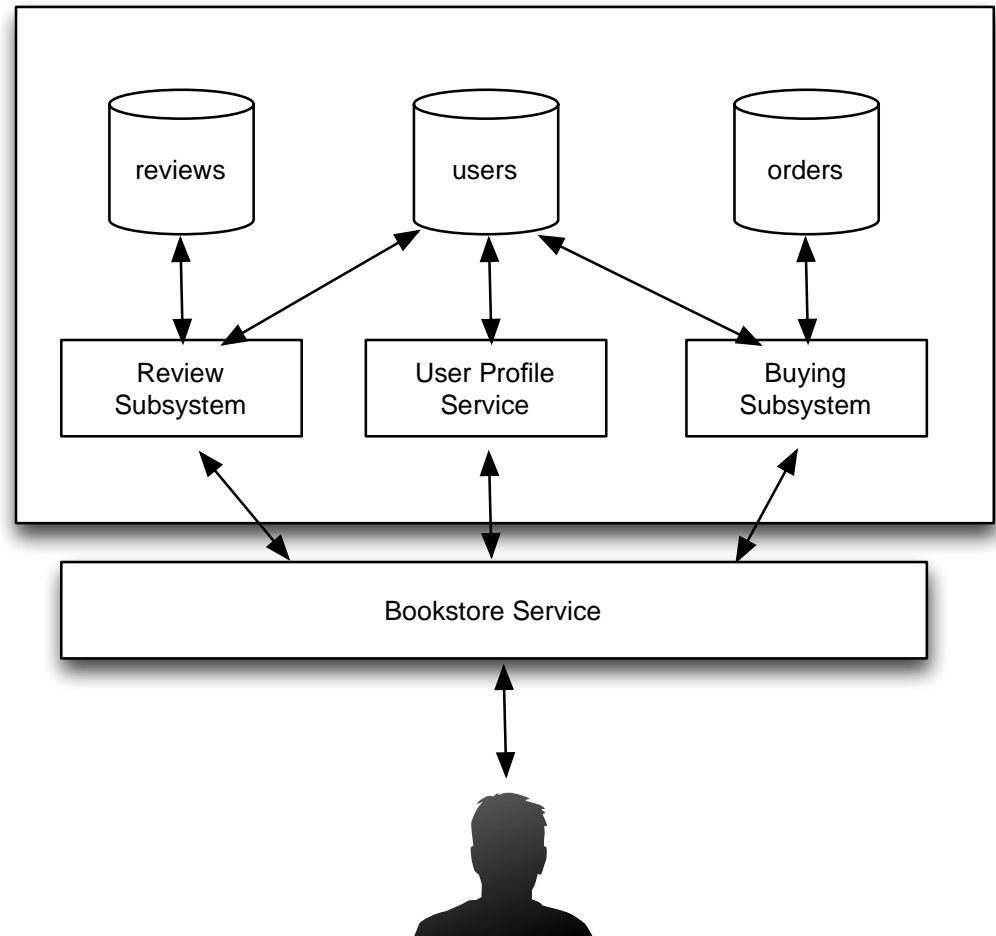 reviews
users
orders
Review
Subsystem
User Profile
Service
Buying
Subsystem
Bookstore Service